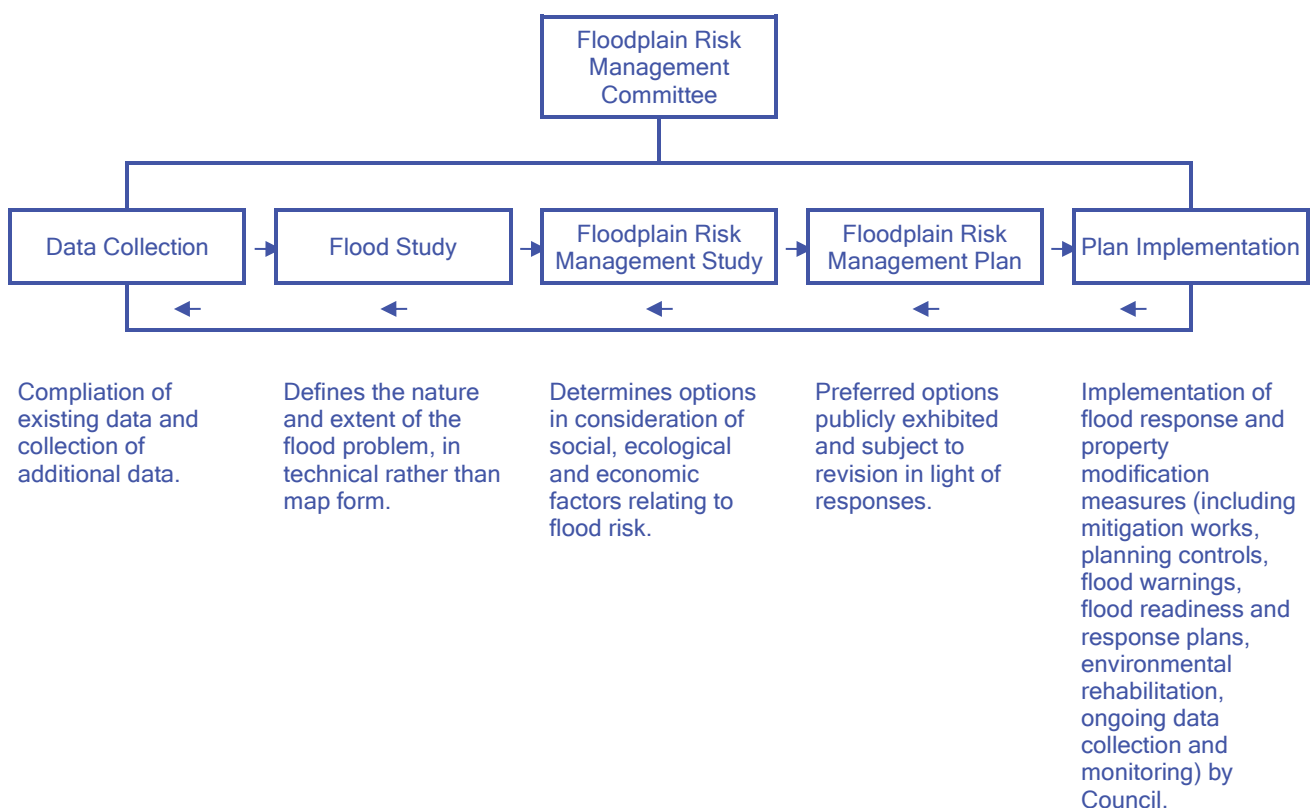 Floodplain Risk
Management
Committee
Data Collection
Flood Study
Floodplain Risk
Management Study
Floodplain Risk
Management Plan
Plan Implementation
Compliation of
existing data and
collection of
additional data.
Defines the nature
and extent of the
flood problem, in
technical rather than
map form.
Determines options
in consideration of
social, ecological
and economic
factors relating to
flood risk.
Preferred options
publicly exhibited
and subject to
revision in light of
responses.
Implementation of
flood response and
property
modification
measures (including
mitigation works,
planning controls,
flood warnings,
flood readiness and
response plans,
environmental
rehabilitation,
ongoing data
collection and
monitoring) by
Council.